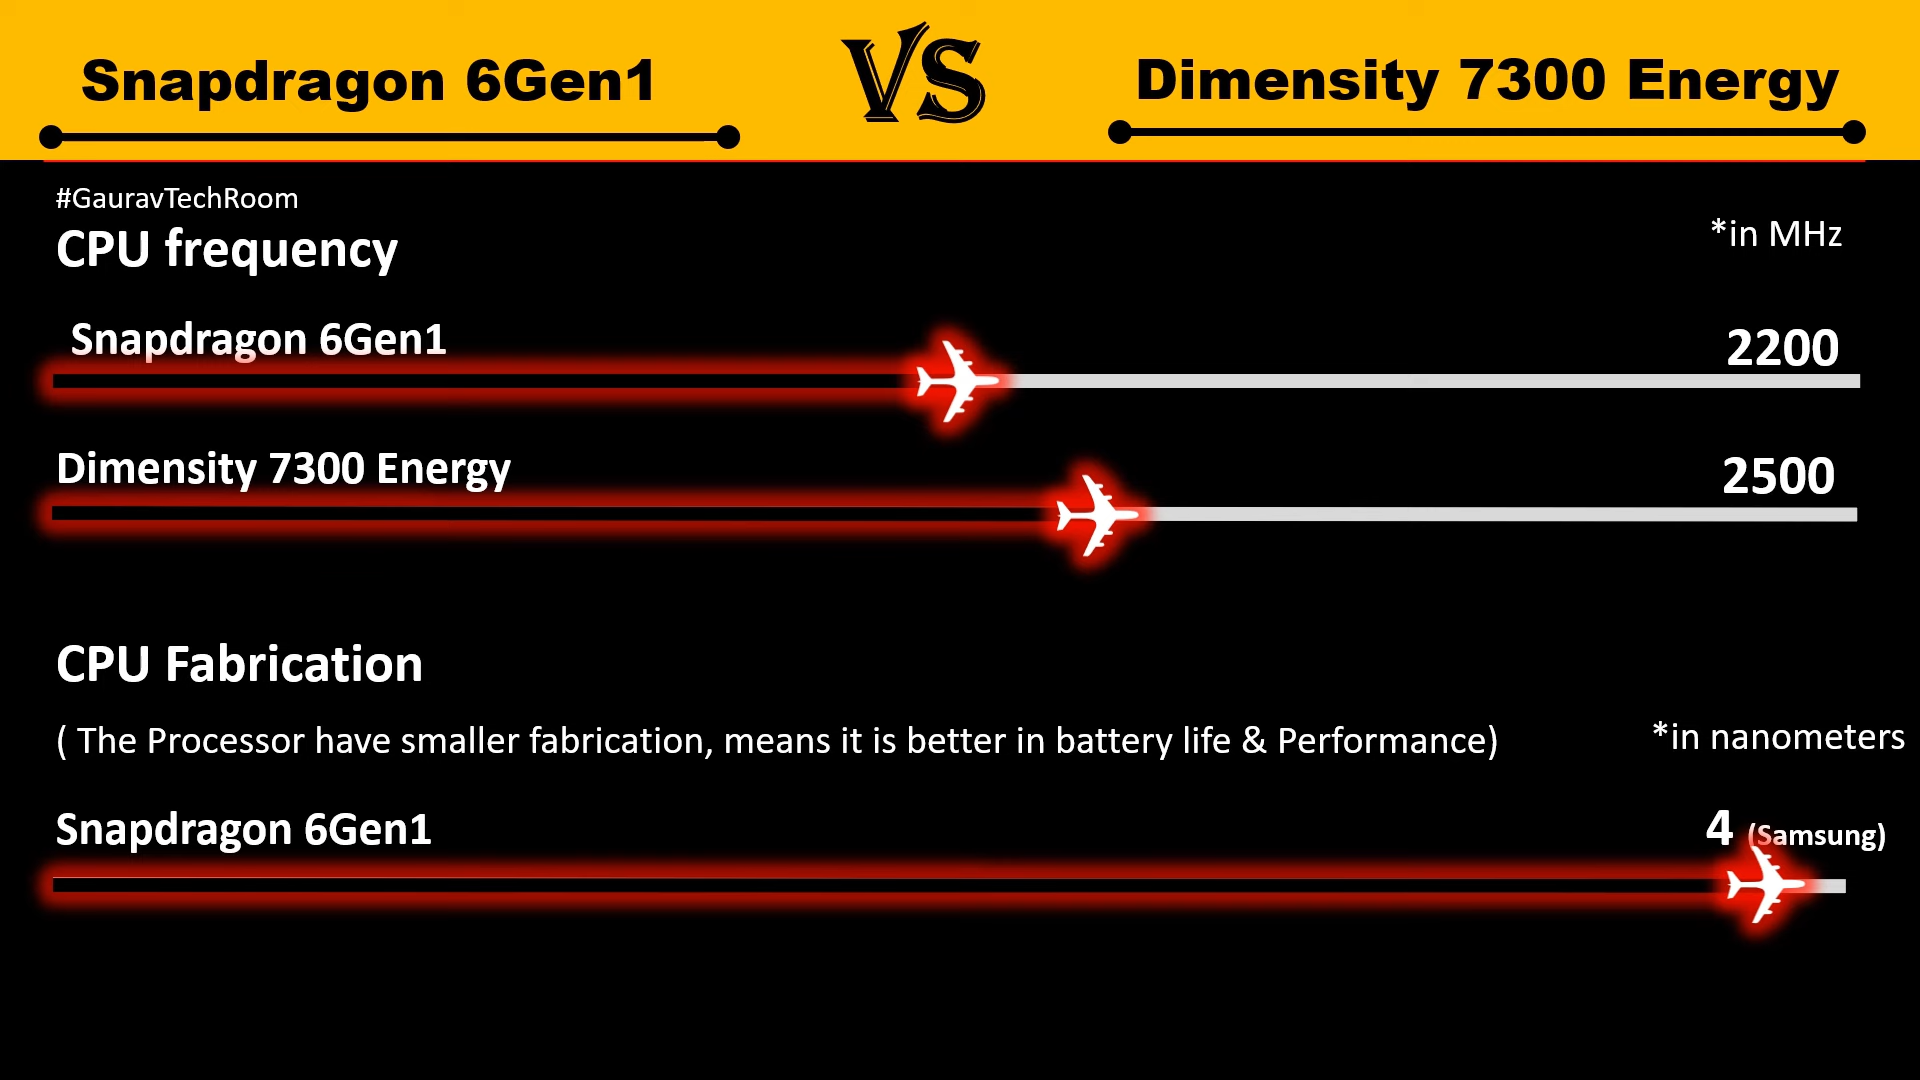 Snapdragon 6Gen1
VS
Dimensity 7300 Energy
#GauravTechRoom
CPU frequency
*in MHz
Snapdragon 6Gen1
2200
Dimensity 7300 Energy
2500
CPU Fabrication
( The Processor have smaller fabrication, means it is better in battery life & Performance)
*in nanometers
Snapdragon 6Gen1
4 (Samsung)